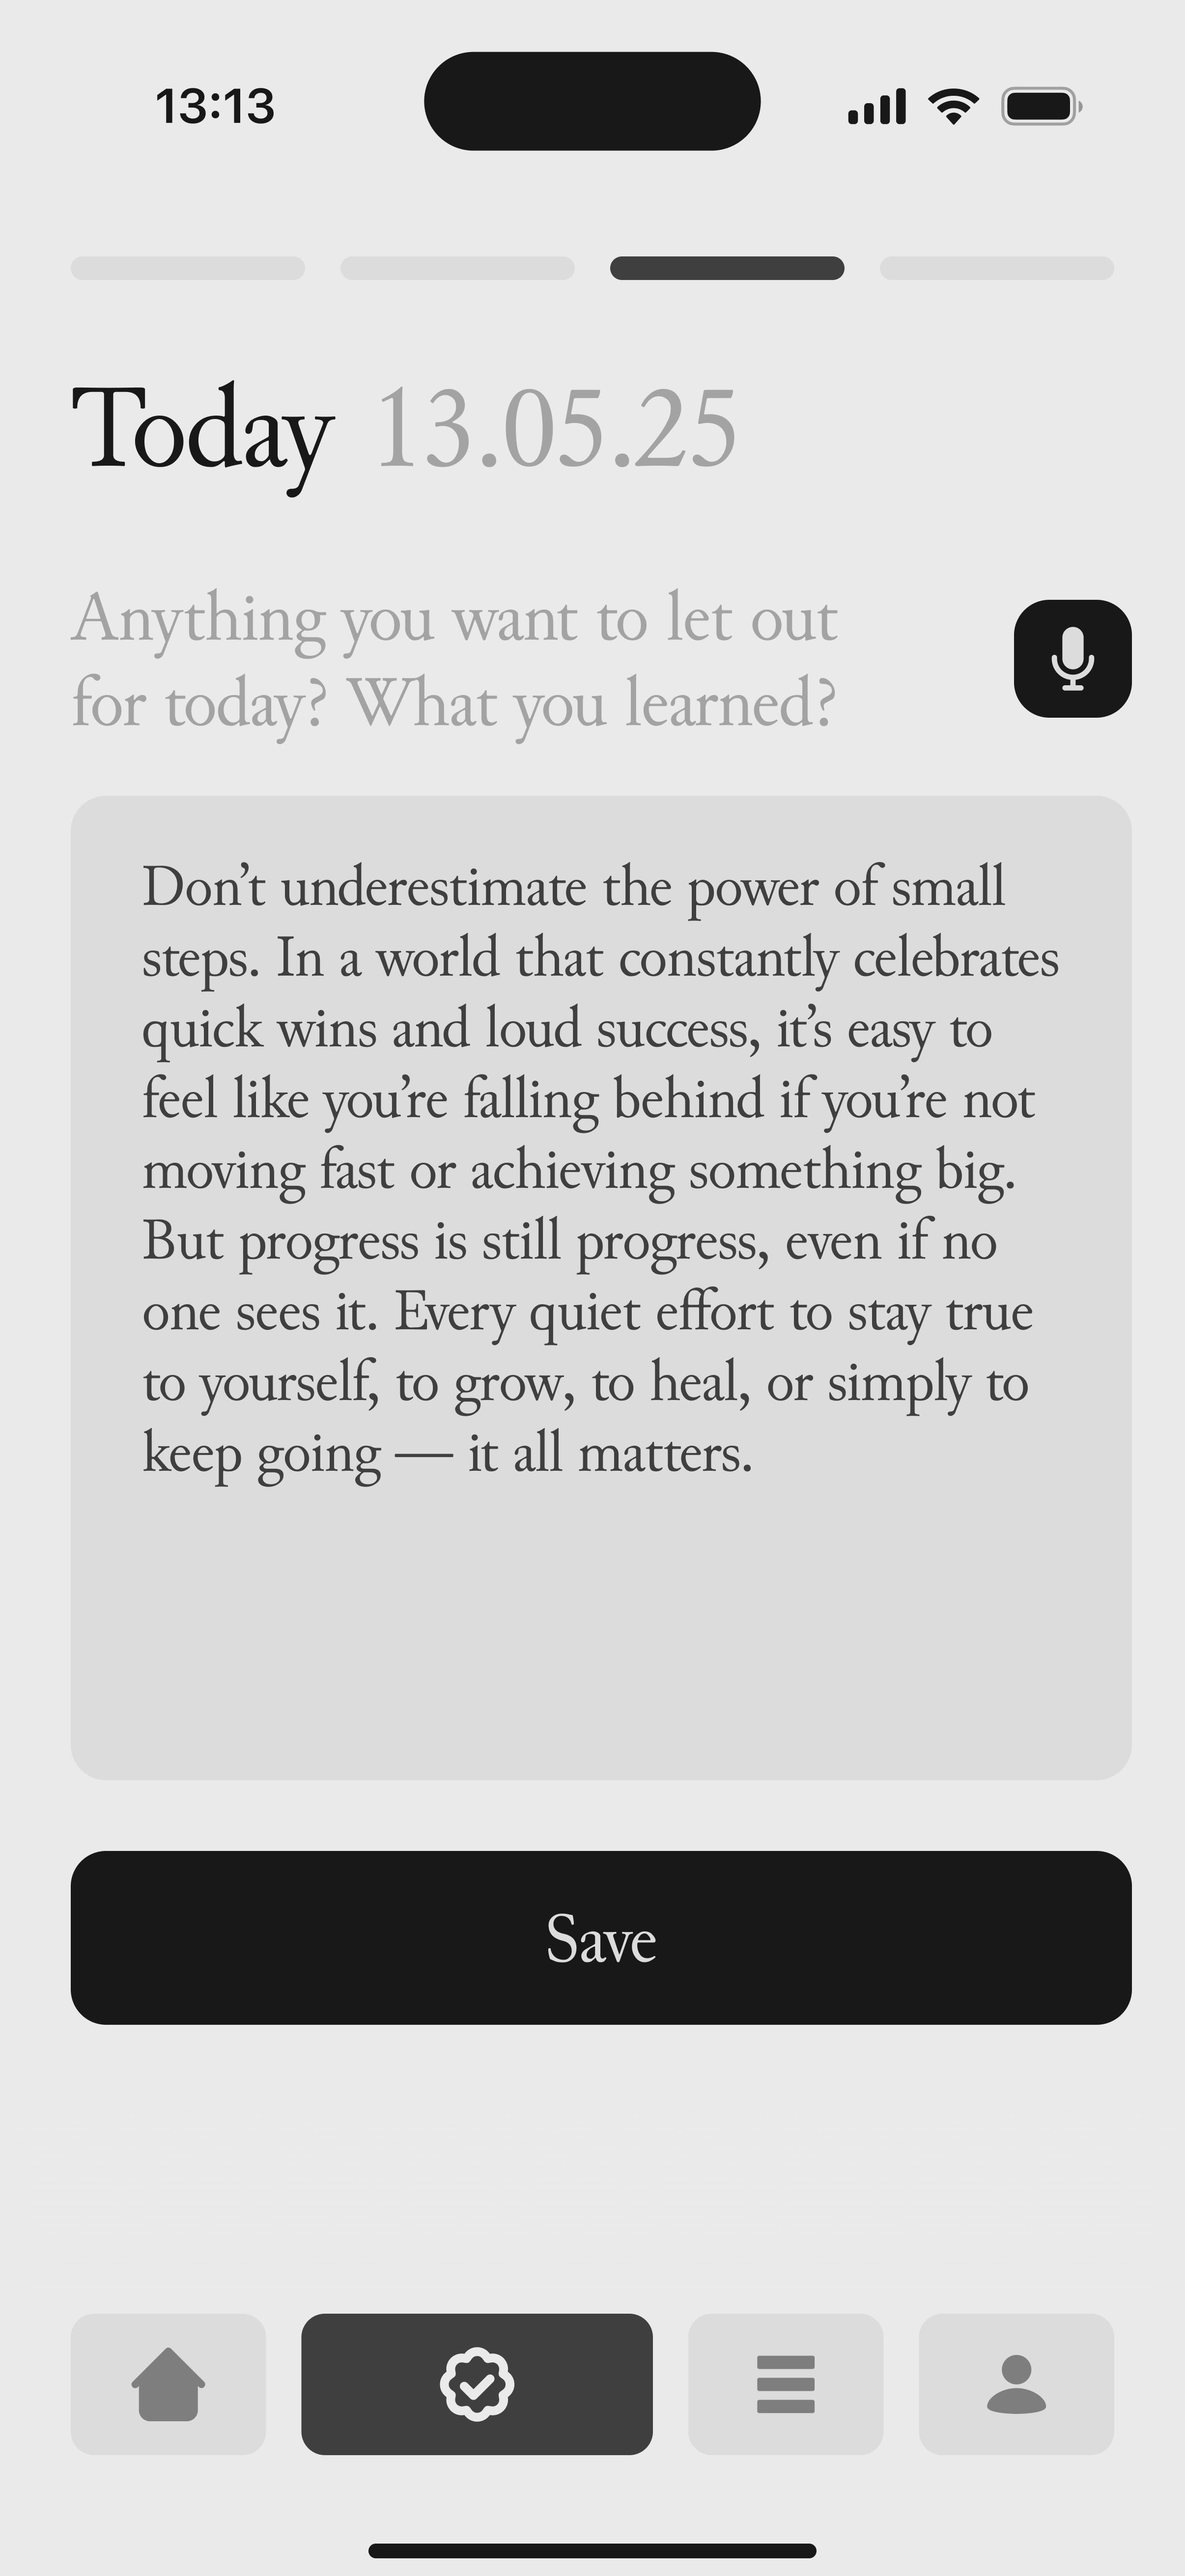 13:13
Today 13.05.25
Anything you want to let out
for today? What you learned?
Don’t underestimate the power of small
steps. In a world that constantly celebrates
quick wins and loud success, it’s easy to
feel like you’re falling behind if you’re not
moving fast or achieving something big.
But progress is still progress, even if no
one sees it. Every quiet effort to stay true
to yourself, to grow, to heal, or simply to
keep going — it all matters.
Save